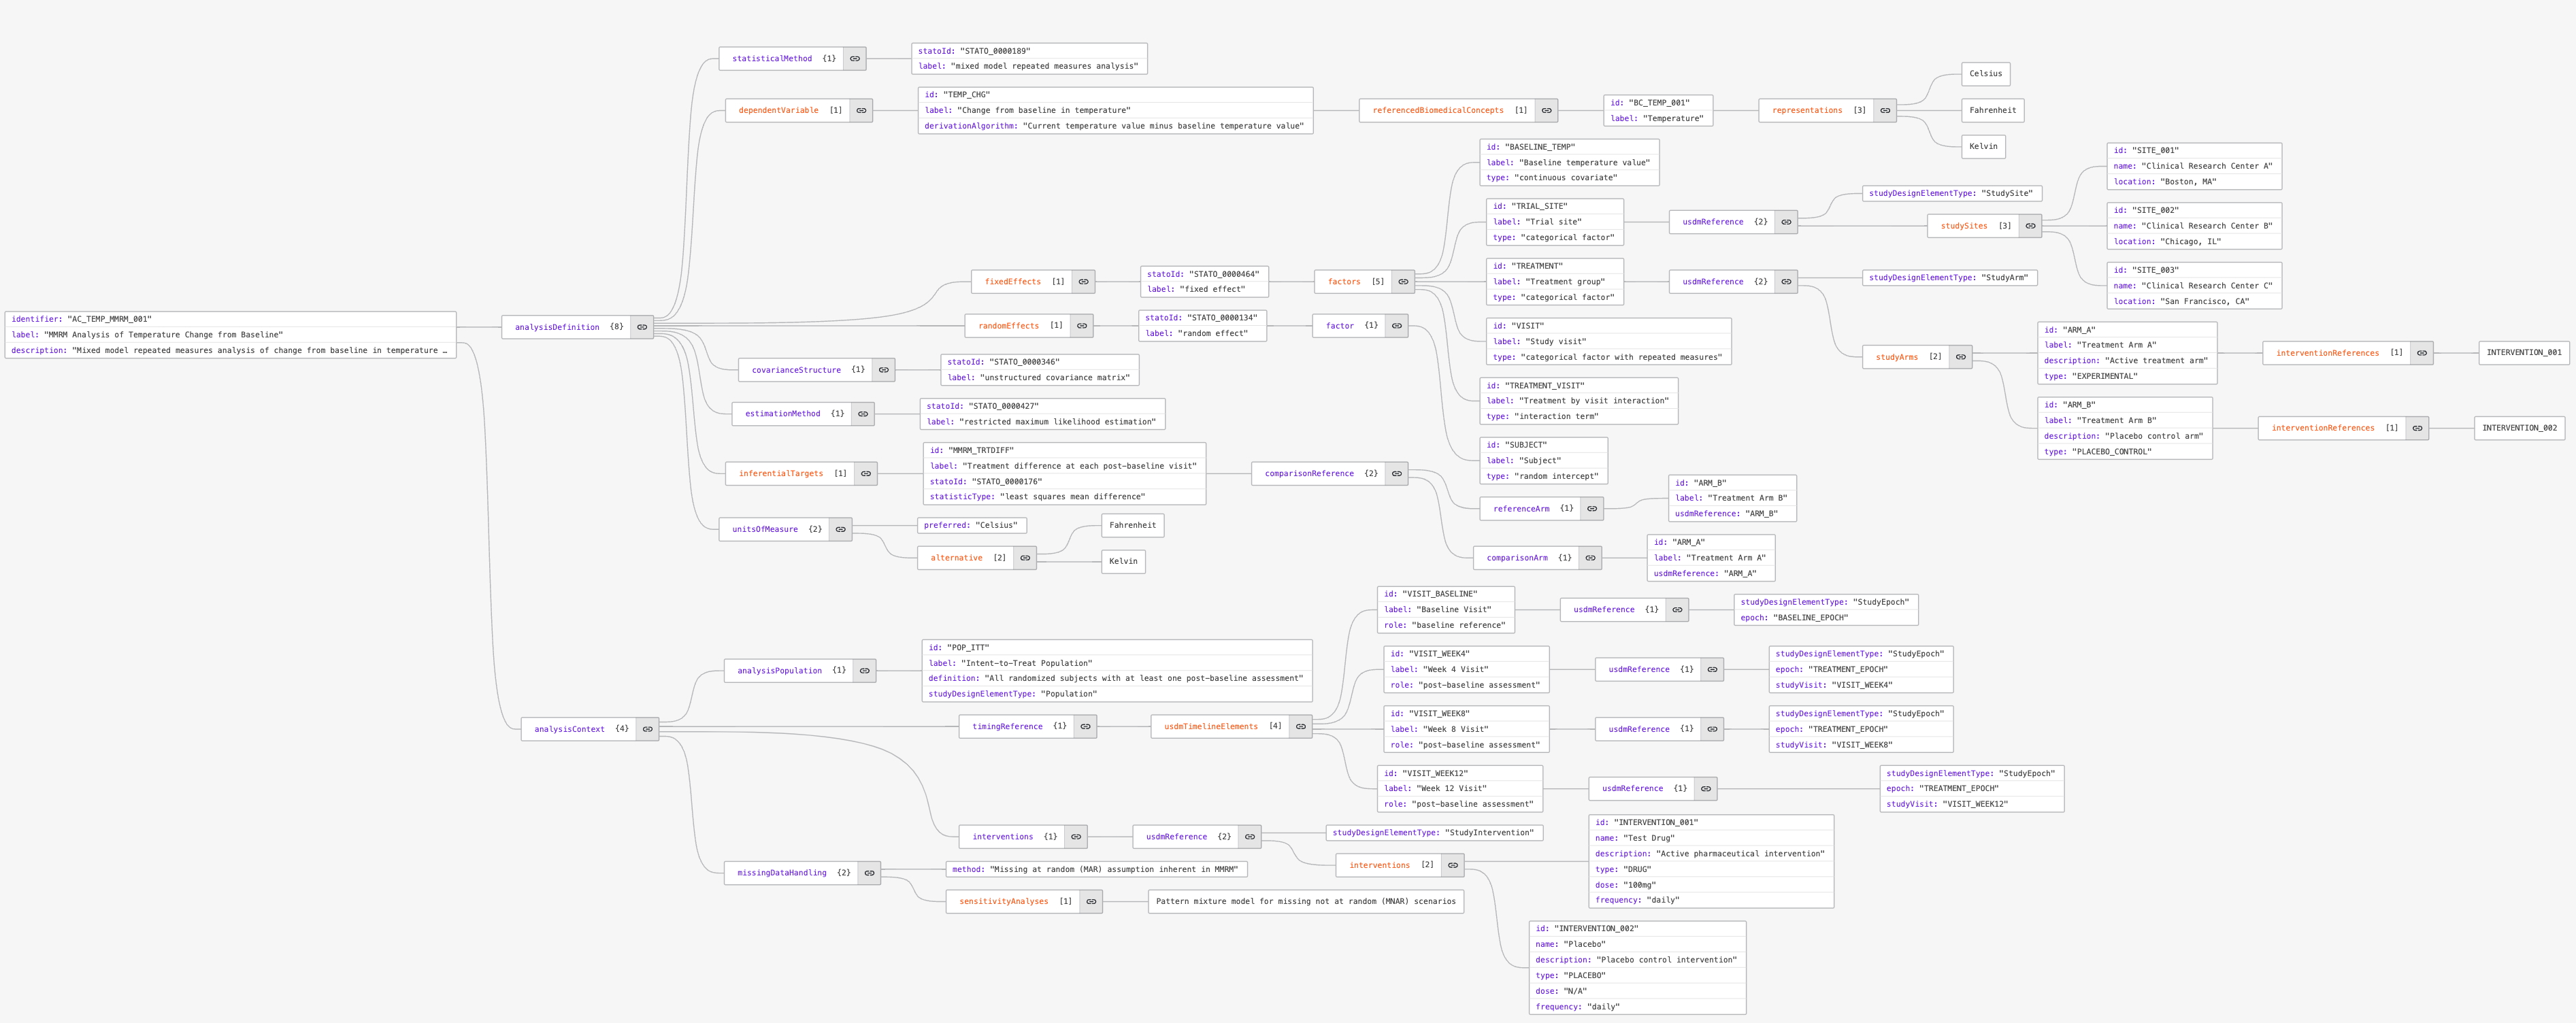 identifier: "AC_TEMP_MMRM_001"
label: "MMRM Analysis of Temperature Change from Baseline"
description: "Mixed model repeated measures analysis of change from baseline in temperature …
analysisDefinition {8}
statisticalMethod {1}
statoId: "STATO_0000189"
label: "mixed model repeated measures analysis"
dependentVariable [1]
id: "TEMP_CHG"
label: "Change from baseline in temperature"
derivationAlgorithm: "Current temperature value minus baseline temperature value"
referencedBiomedicalConcepts [1]
id: "BC_TEMP_001"
label: "Temperature"
representations [3]
Celsius
Fahrenheit
Kelvin
fixedEffects [1]
statoId: "STATO_0000464"
label: "fixed effect"
factors [5]
id: "BASELINE_TEMP"
label: "Baseline temperature value"
type: "continuous covariate"
id: "TRIAL_SITE"
label: "Trial site"
type: "categorical factor"
usdmReference {2}
studyDesignElementType: "StudySite"
studySites [3]
id: "SITE_001"
name: "Clinical Research Center A"
location: "Boston, MA"
id: "SITE_002"
name: "Clinical Research Center B"
location: "Chicago, IL"
id: "SITE_003"
name: "Clinical Research Center C"
location: "San Francisco, CA"
id: "TREATMENT"
label: "Treatment group"
type: "categorical factor"
usdmReference {2}
studyDesignElementType: "StudyArm"
studyArms [2]
id: "ARM_A"
label: "Treatment Arm A"
description: "Active treatment arm"
type: "EXPERIMENTAL"
interventionReferences [1]
INTERVENTION_001
id: "ARM_B"
label: "Treatment Arm B"
description: "Placebo control arm"
type: "PLACEBO_CONTROL"
interventionReferences [1]
INTERVENTION_002
id: "VISIT"
label: "Study visit"
type: "categorical factor with repeated measures"
id: "TREATMENT_VISIT"
label: "Treatment by visit interaction"
type: "interaction term"
randomEffects [1]
statoId: "STATO_0000134"
label: "random effect"
factor {1}
id: "SUBJECT"
label: "Subject"
type: "random intercept"
covarianceStructure {1}
statoId: "STATO_0000346"
label: "unstructured covariance matrix"
estimationMethod {1}
statoId: "STATO_0000427"
label: "restricted maximum likelihood estimation"
inferentialTargets [1]
id: "MMRM_TRTDIFF"
label: "Treatment difference at each post-baseline visit"
statoId: "STATO_0000176"
statisticType: "least squares mean difference"
comparisonReference {2}
referenceArm {1}
id: "ARM_B"
label: "Treatment Arm B"
usdmReference: "ARM_B"
comparisonArm {1}
id: "ARM_A"
label: "Treatment Arm A"
usdmReference: "ARM_A"
unitsOfMeasure {2}
preferred: "Celsius"
alternative [2]
Fahrenheit
Kelvin
analysisContext {4}
analysisPopulation {1}
id: "POP_ITT"
label: "Intent-to-Treat Population"
definition: "All randomized subjects with at least one post-baseline assessment"
studyDesignElementType: "Population"
timingReference {1}
usdmTimelineElements [4]
id: "VISIT_BASELINE"
label: "Baseline Visit"
role: "baseline reference"
usdmReference {1}
studyDesignElementType: "StudyEpoch"
epoch: "BASELINE_EPOCH"
id: "VISIT_WEEK4"
label: "Week 4 Visit"
role: "post-baseline assessment"
usdmReference {1}
studyDesignElementType: "StudyEpoch"
epoch: "TREATMENT_EPOCH"
studyVisit: "VISIT_WEEK4"
id: "VISIT_WEEK8"
label: "Week 8 Visit"
role: "post-baseline assessment"
usdmReference {1}
studyDesignElementType: "StudyEpoch"
epoch: "TREATMENT_EPOCH"
studyVisit: "VISIT_WEEK8"
id: "VISIT_WEEK12"
label: "Week 12 Visit"
role: "post-baseline assessment"
usdmReference {1}
studyDesignElementType: "StudyEpoch"
epoch: "TREATMENT_EPOCH"
studyVisit: "VISIT_WEEK12"
interventions {1}
usdmReference {2}
studyDesignElementType: "StudyIntervention"
interventions [2]
id: "INTERVENTION_001"
name: "Test Drug"
description: "Active pharmaceutical intervention"
type: "DRUG"
dose: "100mg"
frequency: "daily"
id: "INTERVENTION_002"
name: "Placebo"
description: "Placebo control intervention"
type: "PLACEBO"
dose: "N/A"
frequency: "daily"
missingDataHandling {2}
method: "Missing at random (MAR) assumption inherent in MMRM"
sensitivityAnalyses [1]
Pattern mixture model for missing not at random (MNAR) scenarios